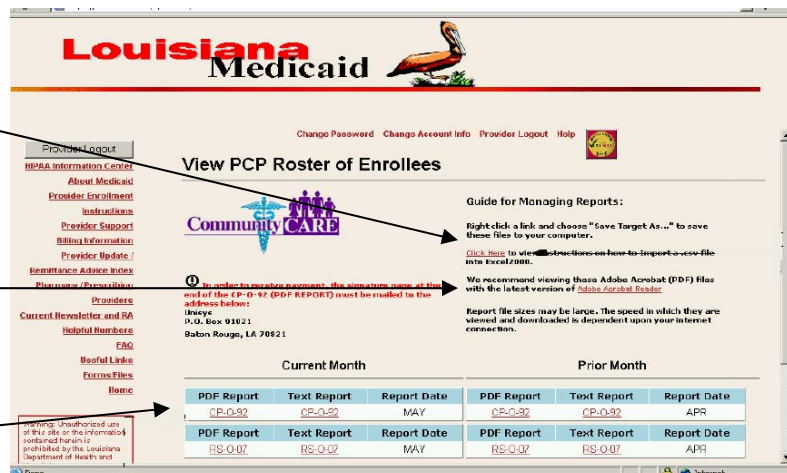 Louisiana
Medicaid
Change Password Change Account Info Provider Logout Help
Provider Logout
HIPAA Information Center
About Medicaid
Provider Enrollment
Instructions
Provider Support
Billing Information
Provider Update /
Remittance Advice Index
Pharmacy / Prescribing
Providers
Current Newsletter and RA
Helpful Numbers
FAQ
Useful Links
Forms/Files
Home
Warning: Unauthorized use
of this site or the information
contained herein is
prohibited by the Louisiana
Department of Health and
View PCP Roster of Enrollees
Community CARE
In order to receive payment, the signature page at the
end of the CP-O-92 (PDF REPORT) must be mailed to the
address below:
Unisys
P.O. Box 91021
Baton Rouge, LA 70821
Guide for Managing Reports:
Right click a link and choose "Save Target
As..." to save
these files to your
computer.
Click Here to view instructions on how to Import a .csv file
into Excel2000.
We recommend viewing these Adobe Acrobat (PDF) files
with the latest version of Adobe Acrobat Reader
Report file sizes may be large. The speed in which they are
viewed and downloaded is dependent upon your internet
connection.
Current Month
PDF Report Text Report Report Date
CP-O-92 CP-O-92 MAY
PDF Report Text Report Report Date
RS-O-07 RS-O-07 MAY
Prior Month
PDF Report Text Report Report Date
CP-O-92 CP-O-92 APR
PDF Report Text Report Report Date
RS-O-07 RS-O-07 APR
Internet